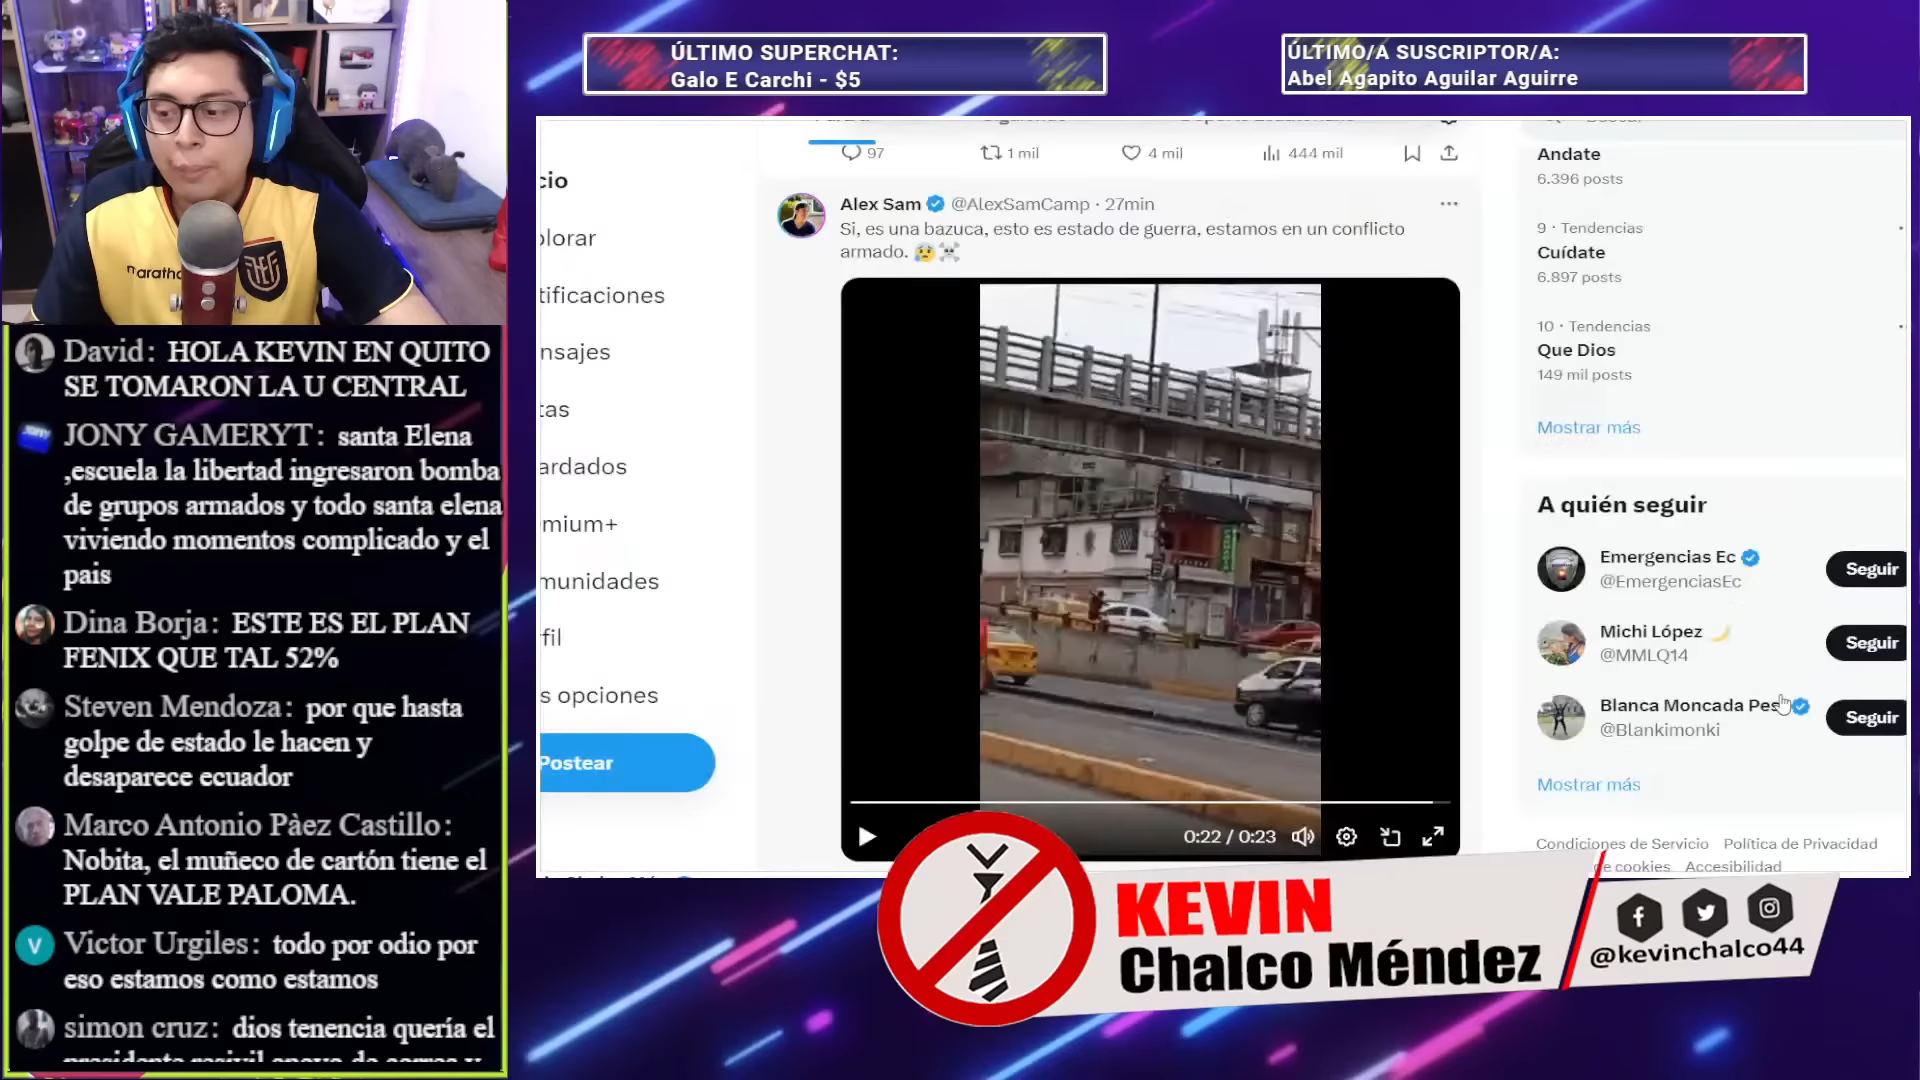 ÚLTIMO SUPERCHAT:
Galo E Carchi - $5
ÚLTIMO/A SUSCRIPTOR/A:
Abel Agapito Aguilar Aguirre
maratho
David: HOLA KEVIN EN QUITO
SE TOMARON LA U CENTRAL
JONY GAMERYT: santa Elena
,escuela la libertad ingresaron bomba
de grupos armados y todo santa elena
viviendo momentos complicado y el
pais
Dina Borja: ESTE ES EL PLAN
FENIX QUE TAL 52%
Steven Mendoza: por que hasta
golpe de estado le hacen y
desaparece ecuador
Marco Antonio Pàez Castillo:
Nobita, el muñeco de cartón tiene el
PLAN VALE PALOMA.
V
Victor Urgiles: todo por odio por
eso estamos como estamos
simon cruz: dios tenencia quería el
cio
olorar
tificaciones
nsajes
tas
ardados
mium+
munidades
fil
s opciones
Postear
97
1 mil
4 mil
444 mil
Alex Sam @AlexSamCamp · 27min
Si, es una bazuca, esto es estado de guerra, estamos en un conflicto
armado. 😰☠️
0:22 / 0:23
Andate
6.396 posts
9 · Tendencias
Cuídate
6.897 posts
10 · Tendencias
Que Dios
149 mil posts
Mostrar más
A quién seguir
Emergencias Ec
@EmergenciasEc
Seguir
Michi López 🌙
@MMLQ14
Seguir
Blanca Moncada Pes
@Blankimonki
Seguir
Mostrar más
Condiciones de Servicio Política de Privacidad
de cookies Accesibilidad
KEVIN
Chalco Méndez
@kevinchalco44